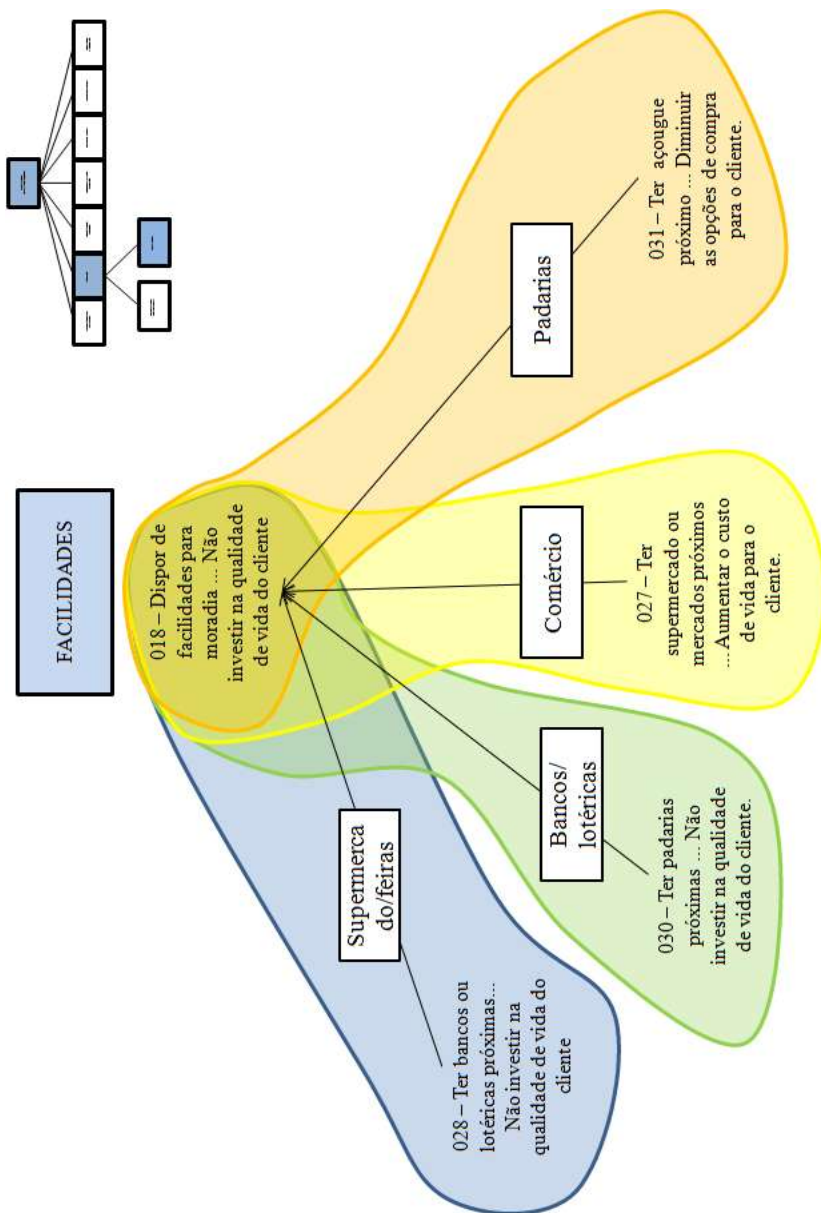 FACILIDADES
018 – Dispor de
facilidades para
moradia ... Não
investir na qualidade
de vida do cliente
Supermerca
do/feiras
Bancos/
lotéricas
Comércio
Padarias
028 – Ter bancos ou
lotéricas próximas...
Não investir na
qualidade de vida do
cliente
030 – Ter padarias
próximas ... Não
investir na qualidade
de vida do cliente.
027 – Ter
supermercado ou
mercados próximos
... Aumentar o custo
de vida para o
cliente.
031 – Ter açougue
próximo ... Diminuir
as opções de compra
para o cliente.